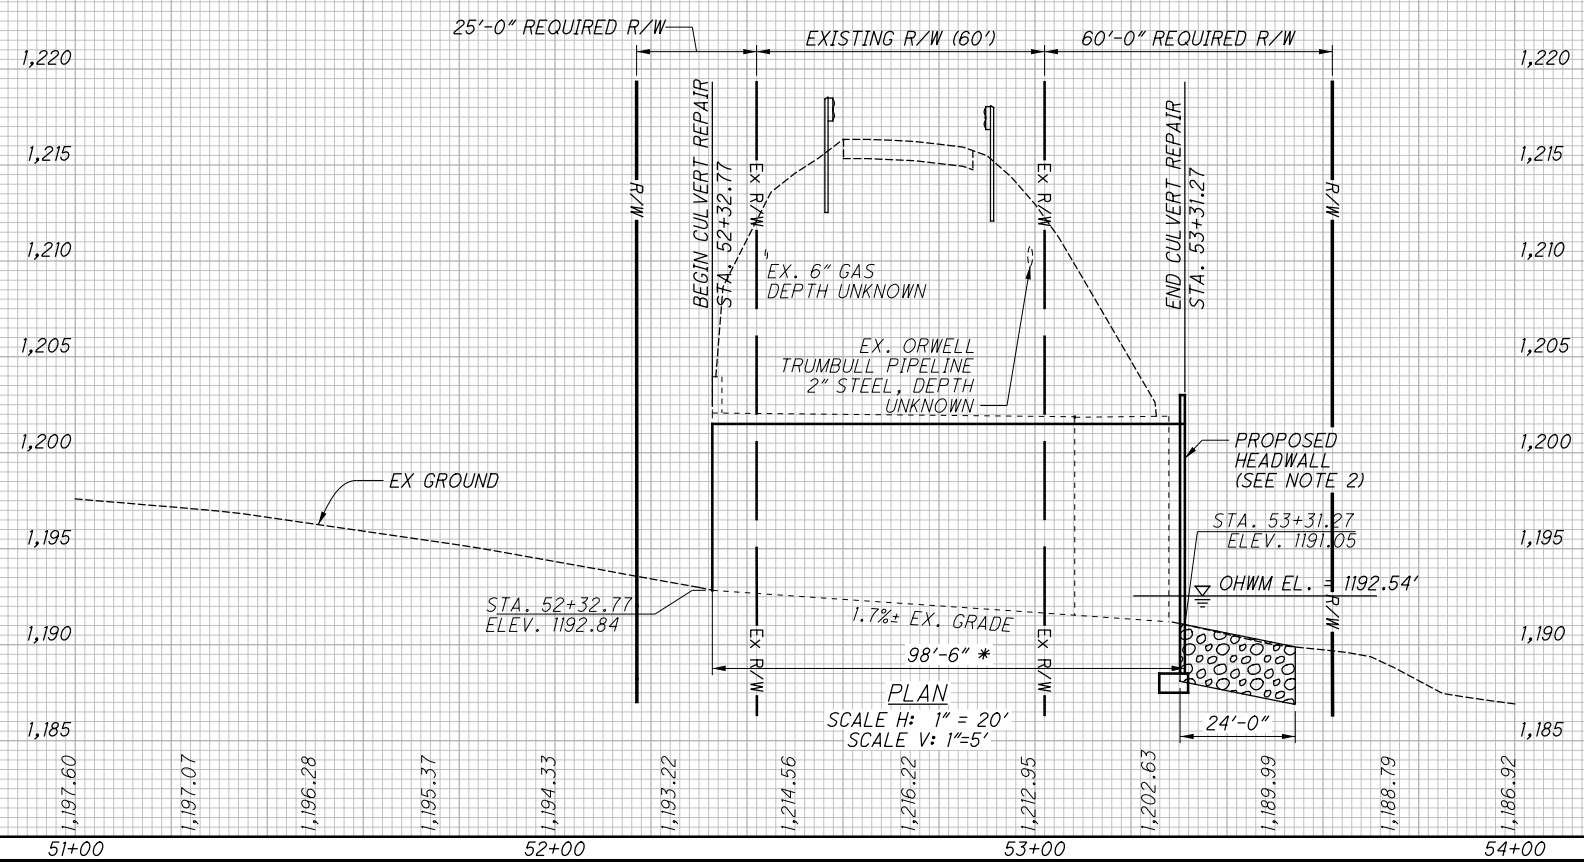 25'-0" REQUIRED R/W
EXISTING R/W (60')
60'-0" REQUIRED R/W
1,220
1,220
1,215
1,215
1,210
1,210
1,205
1,205
1,200
1,200
1,195
1,195
1,190
1,190
1,185
1,185
R/W
BEGIN CULVERT REPAIR
STA. 52+32.77
Ex R/W
Ex R/W
END CULVERT REPAIR
STA. 53+31.27
R/W
EX. 6" GAS
DEPTH UNKNOWN
EX. ORWELL
TRUMBULL PIPELINE
2" STEEL, DEPTH
UNKNOWN
EX GROUND
PROPOSED
HEADWALL
(SEE NOTE 2)
STA. 53+31.27
ELEV. 1191.05
OHWM EL. = 1192.54'
STA. 52+32.77
ELEV. 1192.84
1.7%± EX. GRADE
Ex R/W
Ex R/W
R/W
98'-6" *
PLAN
SCALE H: 1" = 20'
SCALE V: 1"=5'
24'-0"
1,197.60
1,197.07
1,196.28
1,195.37
1,194.33
1,193.22
1,214.56
1,216.22
1,212.95
1,202.63
1,189.99
1,188.79
1,186.92
51+00
52+00
53+00
54+00